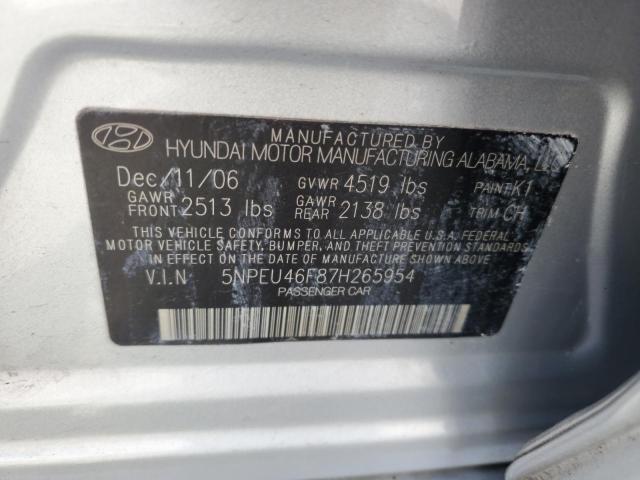 MANUFACTURED BY
HYUNDAI MOTOR MANUFACTURING ALABAMA,
Dec/11/06 GVWR 4519 lbs PAINT K1
GAWR FRONT 2513 lbs GAWR REAR 2138 lbs TRIM CH
THIS VEHICLE CONFORMS TO ALL APPLICABLE U.S.A. FEDERAL
MOTOR VEHICLE SAFETY, BUMPER, AND THEFT PREVENTION STANDARDS
IN EFFECT ON THE DATE OF MANUFACTURE SHOWN ABOVE.
V.I.N 5NPEU46F87H265954
PASSENGER CAR